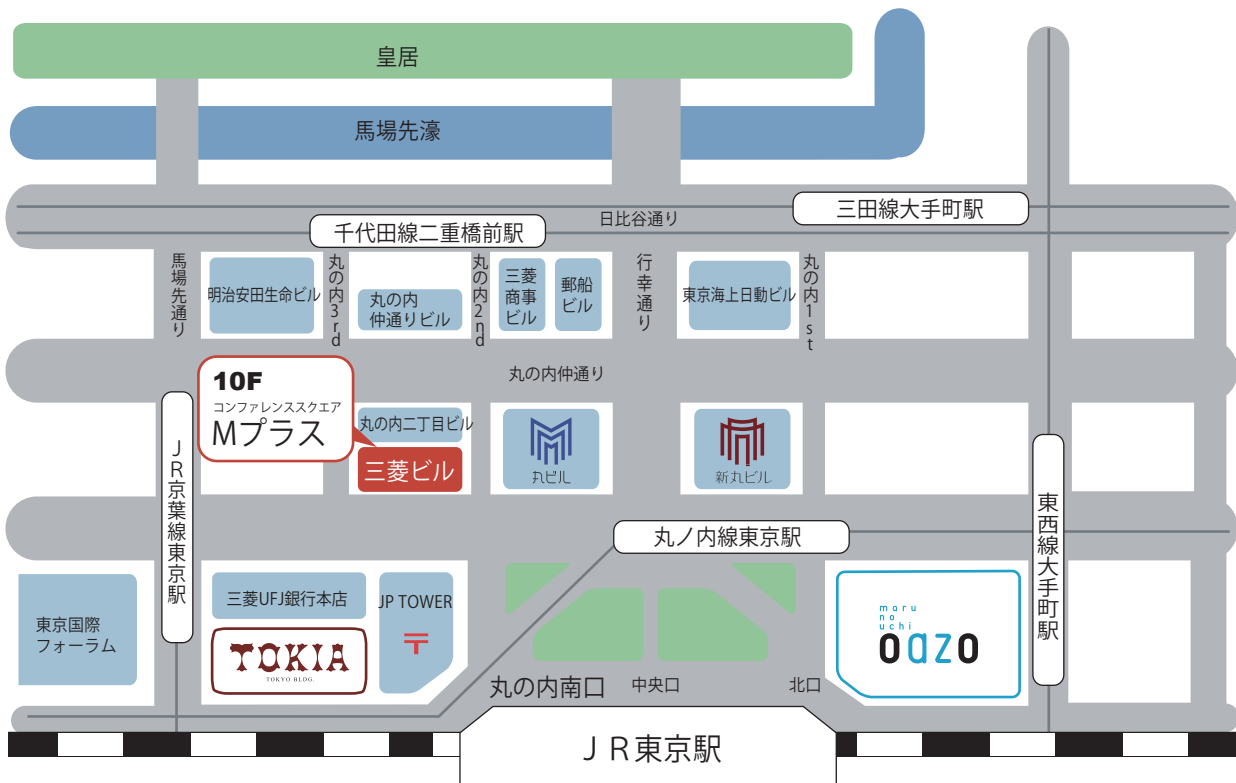 皇居
馬場先濠
三田線大手町駅
日比谷通り
千代田線二重橋前駅
馬場先通り
明治安田生命ビル
丸の内3rd
丸の内
仲通りビル
丸の内2nd
三菱
商事
ビル
郵船
ビル
行幸通り
東京海上日動ビル
丸の内1st
丸の内仲通り
10F
コンファレンススクエア
Mプラス
丸の内二丁目ビル
三菱ビル
丸ビル
新丸ビル
JR京葉線東京駅
丸ノ内線東京駅
東西線大手町駅
東京国際
フォーラム
三菱UFJ銀行本店
TOKIA
TOKYO BLDG.
JP TOWER
〒
maru
no
uchi
oazo
丸の内南口
中央口
北口
JR東京駅